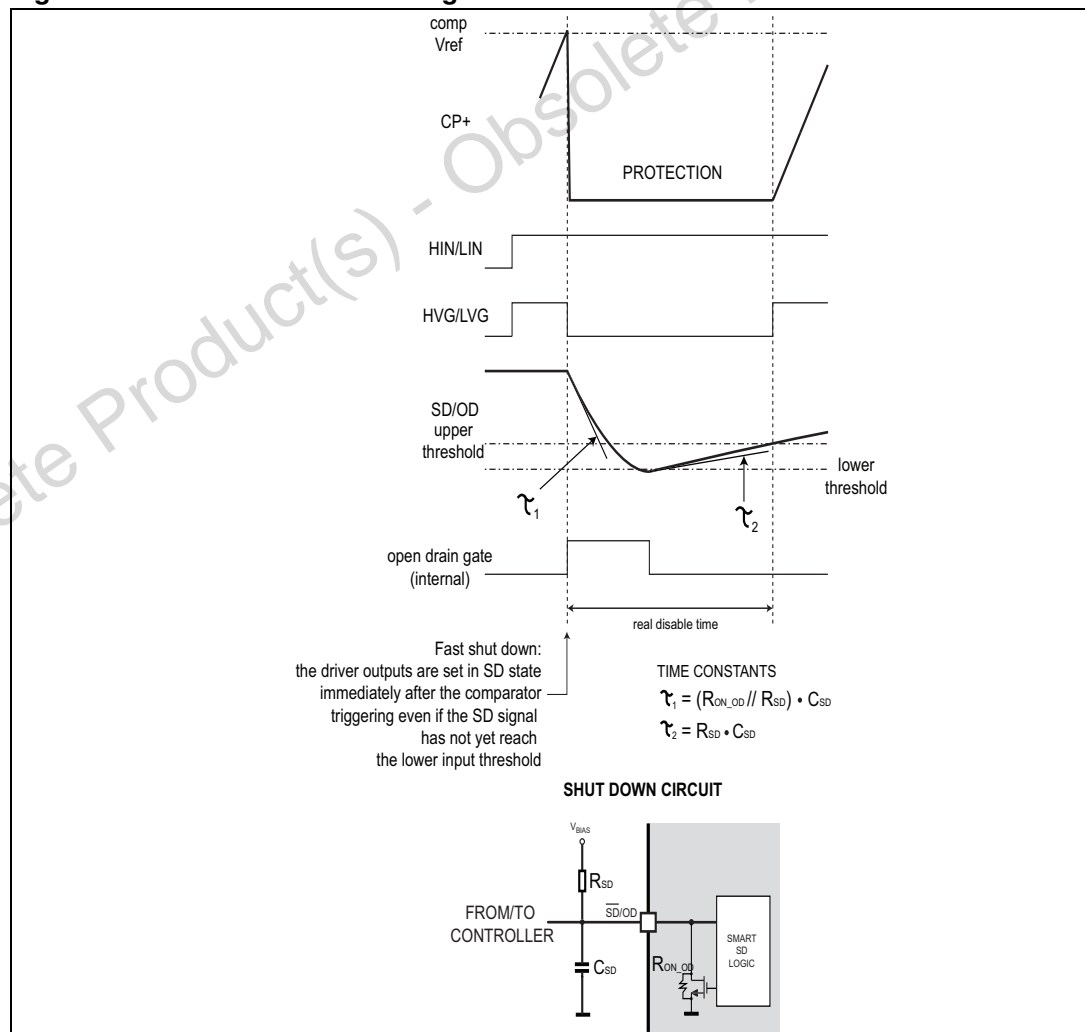 comp
Vref
CP+
PROTECTION
HIN/LIN
HVG/LVG
SD/OD
upper
threshold
lower
threshold
τ1
τ2
open drain gate
(internal)
real disable time
Fast shut down:
the driver outputs are set in SD state
immediately after the comparator
triggering even if the SD signal
has not yet reach
the lower input threshold
TIME CONSTANTS
τ1 = (RON_OD // RSD) • CSD
τ2 = RSD • CSD
SHUT DOWN CIRCUIT
VBIAS
RSD
FROM/TO
CONTROLLER
SD/OD
SMART
SD
LOGIC
RON_OD
CSD
ete Product(s) - Obsolete